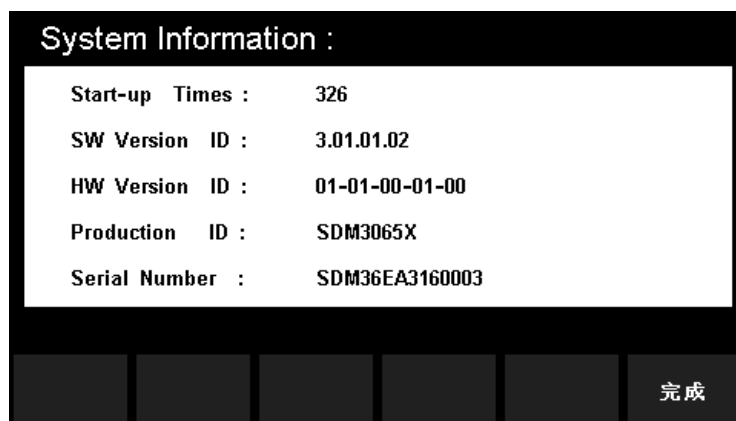 System Information :
Start-up Times : 326
SW Version ID : 3.01.01.02
HW Version ID : 01-01-00-01-00
Production ID : SDM3065X
Serial Number : SDM36EA3160003
完成